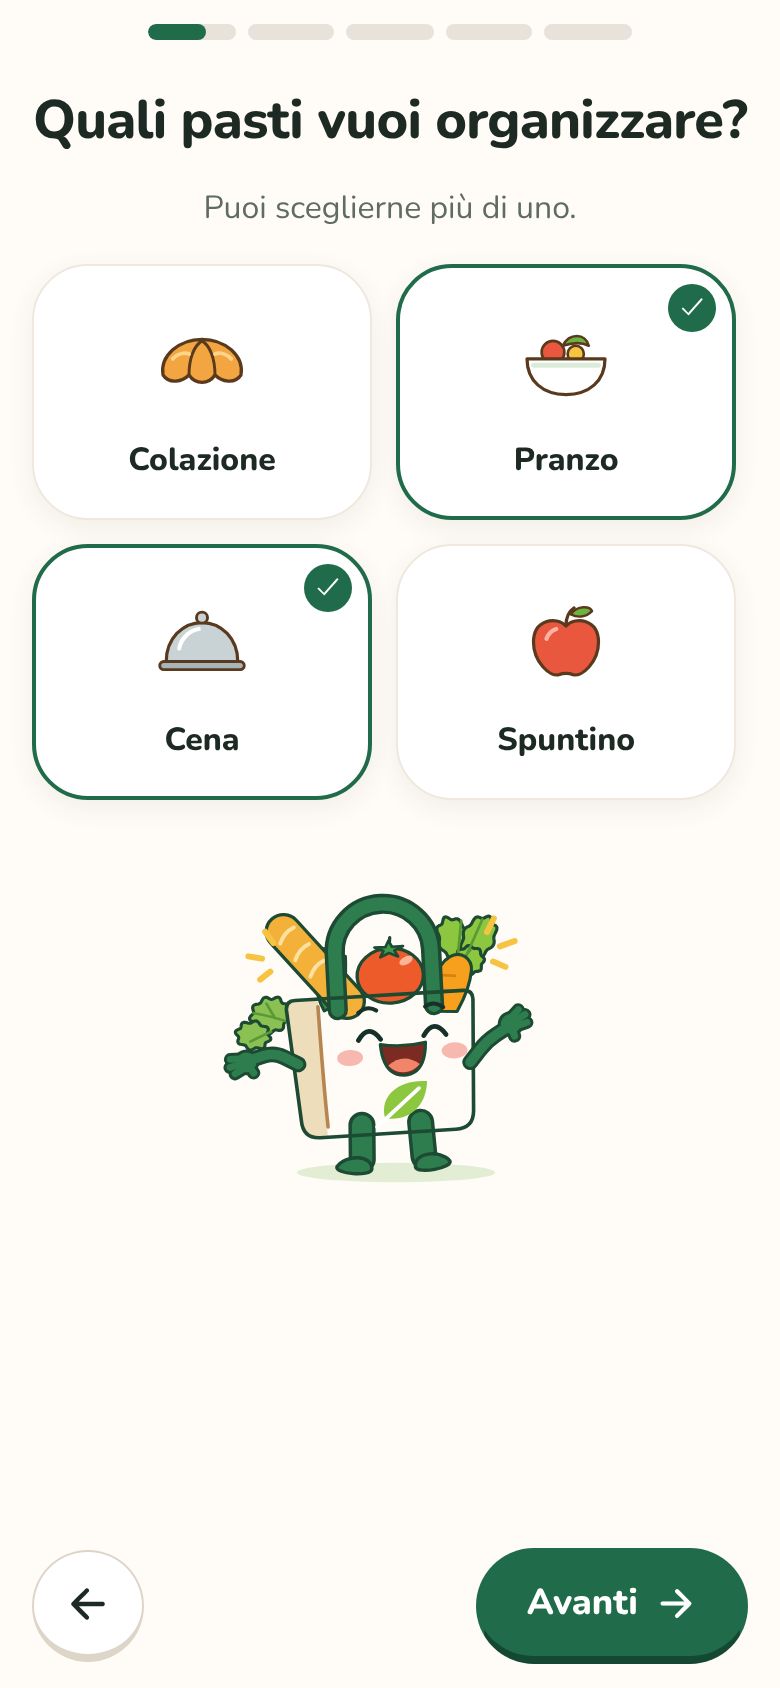 Quali pasti vuoi organizzare?
Puoi sceglierne più di uno.
Colazione
Pranzo
Cena
Spuntino
Avanti